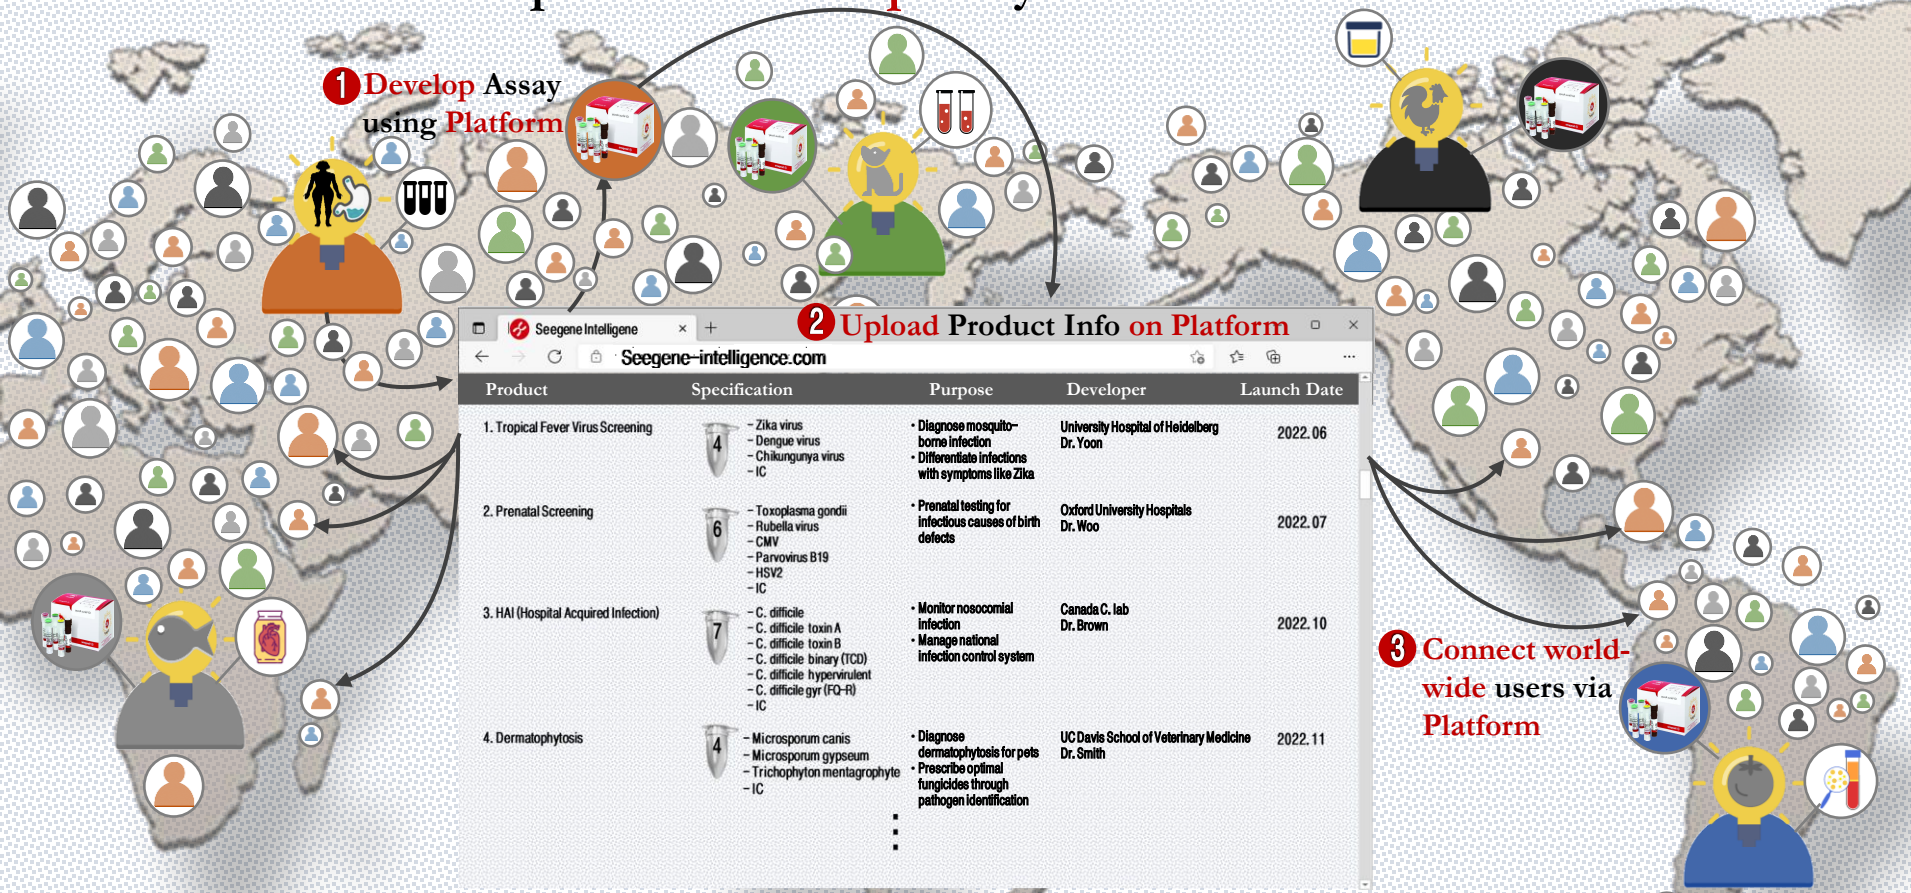 1 Develop Assay
using Platform
Seegene Intelligene
2 Upload Product Info on Platform
Seegene-intelligence.com
Product Specification Purpose Developer Launch Date
1. Tropical Fever Virus Screening
4
- Zika virus
- Dengue virus
- Chikungunya virus
- IC
• Diagnose mosquito-
borne infection
• Differentiate infections
with symptoms like Zika
University Hospital of Heidelberg
Dr. Yoon
2022.06
2. Prenatal Screening
6
- Toxoplasma gondii
- Rubella virus
- CMV
- Parvovirus B19
- HSV2
- IC
• Prenatal testing for
infectious causes of birth
defects
Oxford University Hospitals
Dr. Woo
2022.07
3. HAI (Hospital Acquired Infection)
7
- C. difficile
- C. difficile toxin A
- C. difficile toxin B
- C. difficile binary (TCD)
- C. difficile hypervirulent
- C. difficile gyr (FQ-R)
- IC
• Monitor nosocomial
infection
• Manage national
infection control system
Canada C. lab
Dr. Brown
2022.10
4. Dermatophytosis
4
- Microsporum canis
- Microsporum gypseum
- Trichophyton mentagrophyte
- IC
• Diagnose
dermatophytosis for pets
• Prescribe optimal
fungicides through
pathogen identification
UC Davis School of Veterinary Medicine
Dr. Smith
2022.11
3 Connect world-
wide users via
Platform